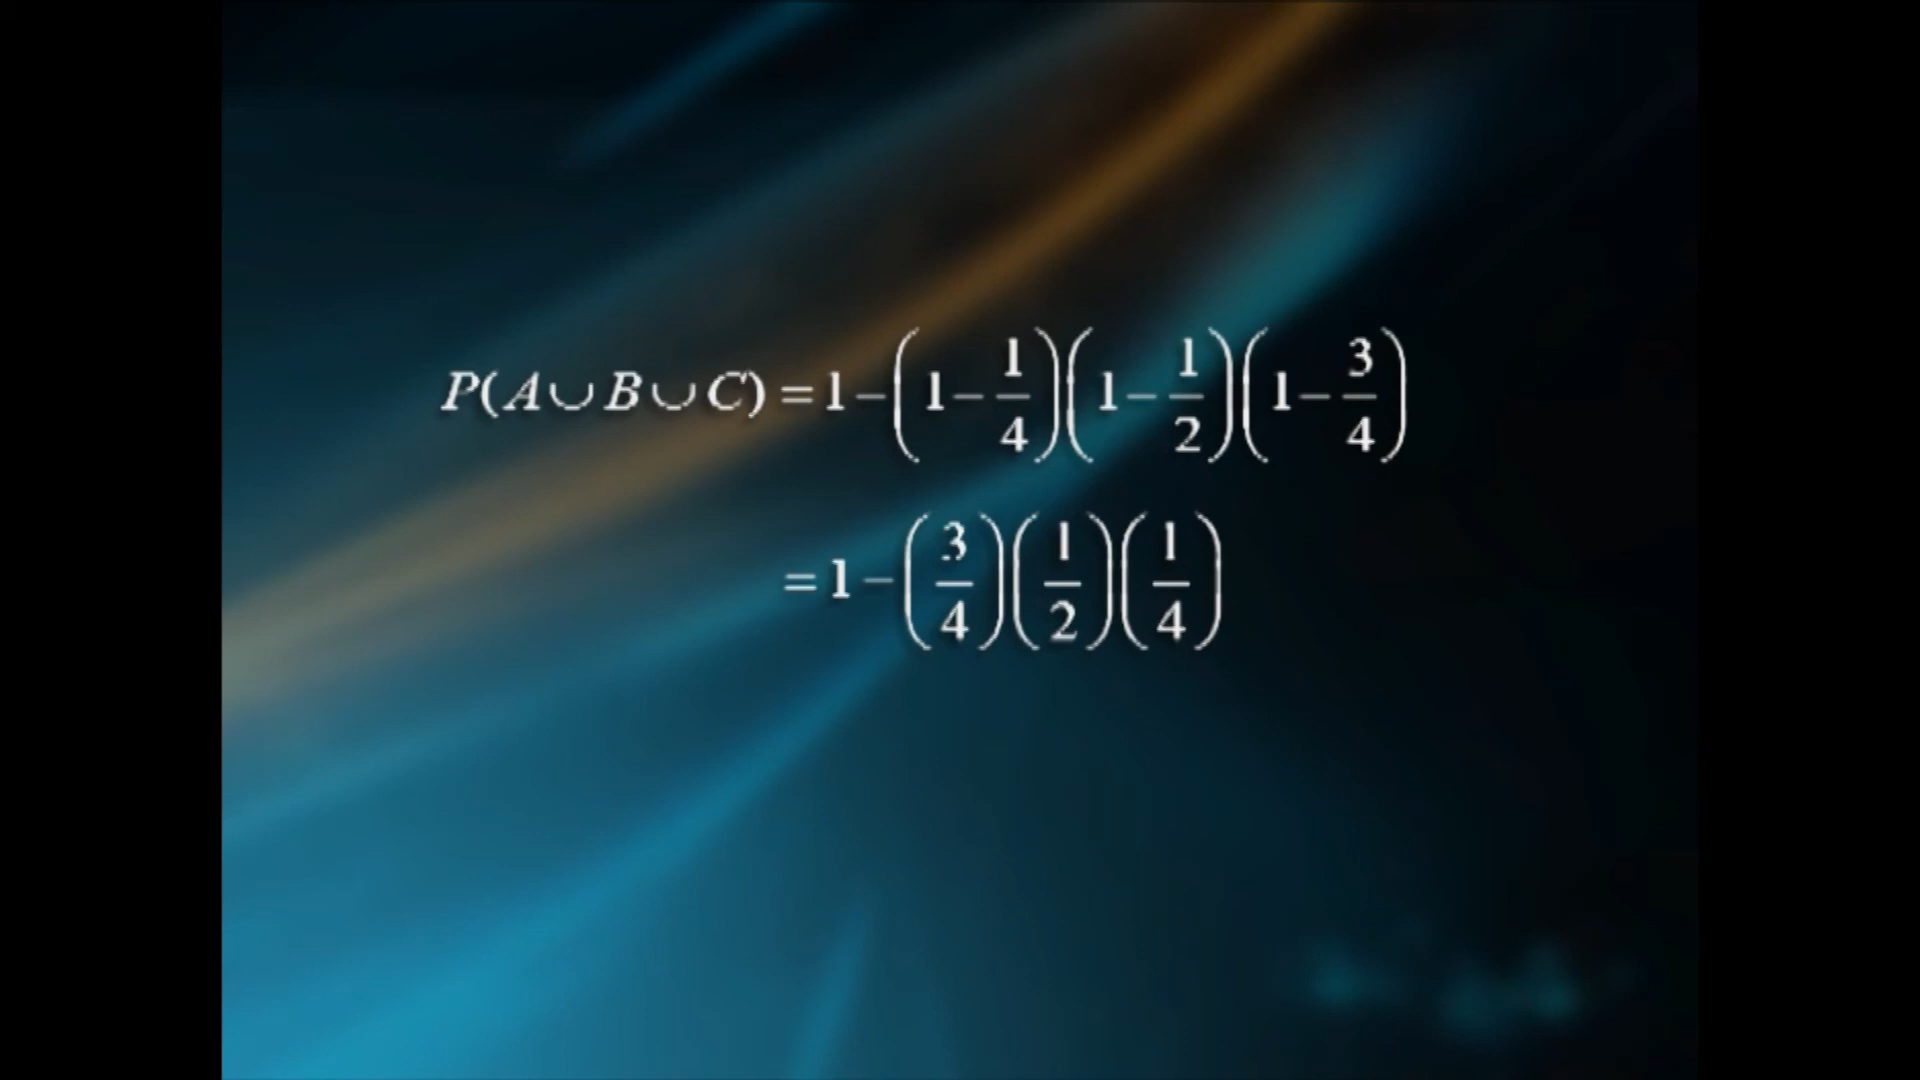 P(A∪B∪C) = 1 − (1 − 1/4)(1 − 1/2)(1 − 3/4)
= 1 − (3/4)(1/2)(1/4)